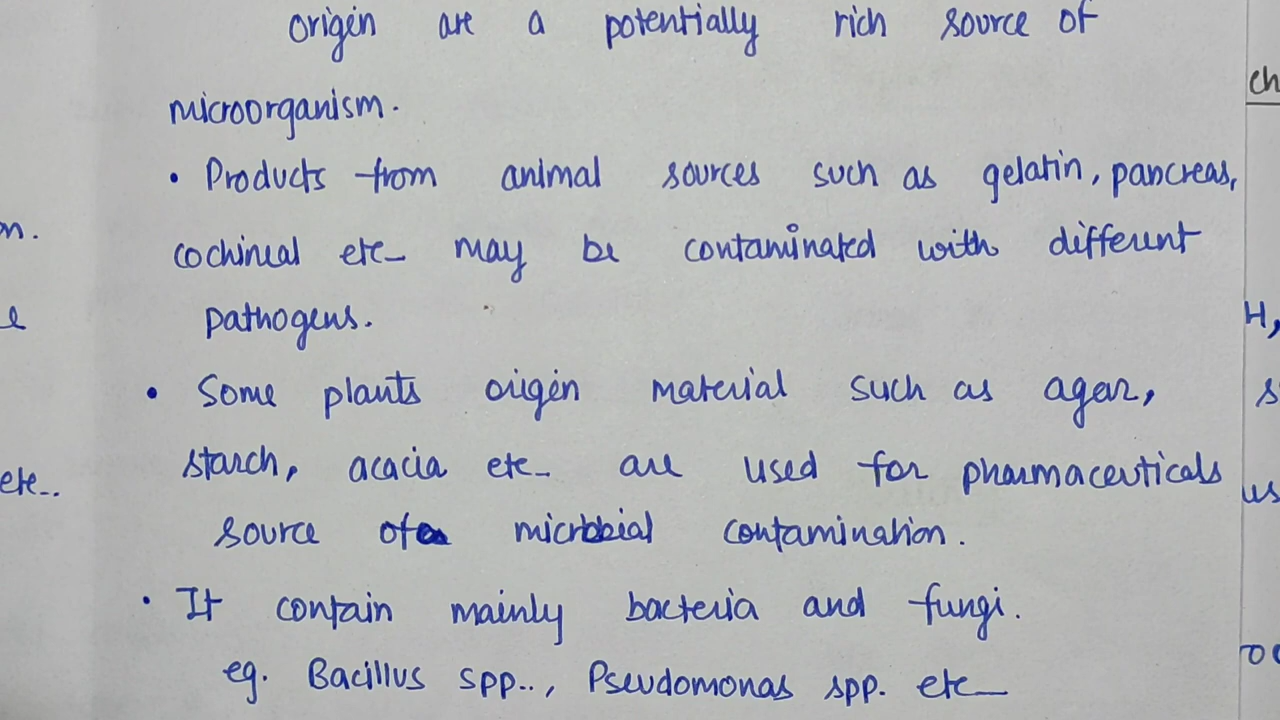 origin are a potentially rich source of
microorganism.
• Products from animal sources such as gelatin, pancreas,
cochineal etc may be contaminated with different
pathogens.
• Some plants origin material such as agar,
starch, acacia etc are used for pharmaceuticals
source of microbial contamination.
• It contain mainly bacteria and fungi.
eg. Bacillus spp.., Pseudomonas spp. etc